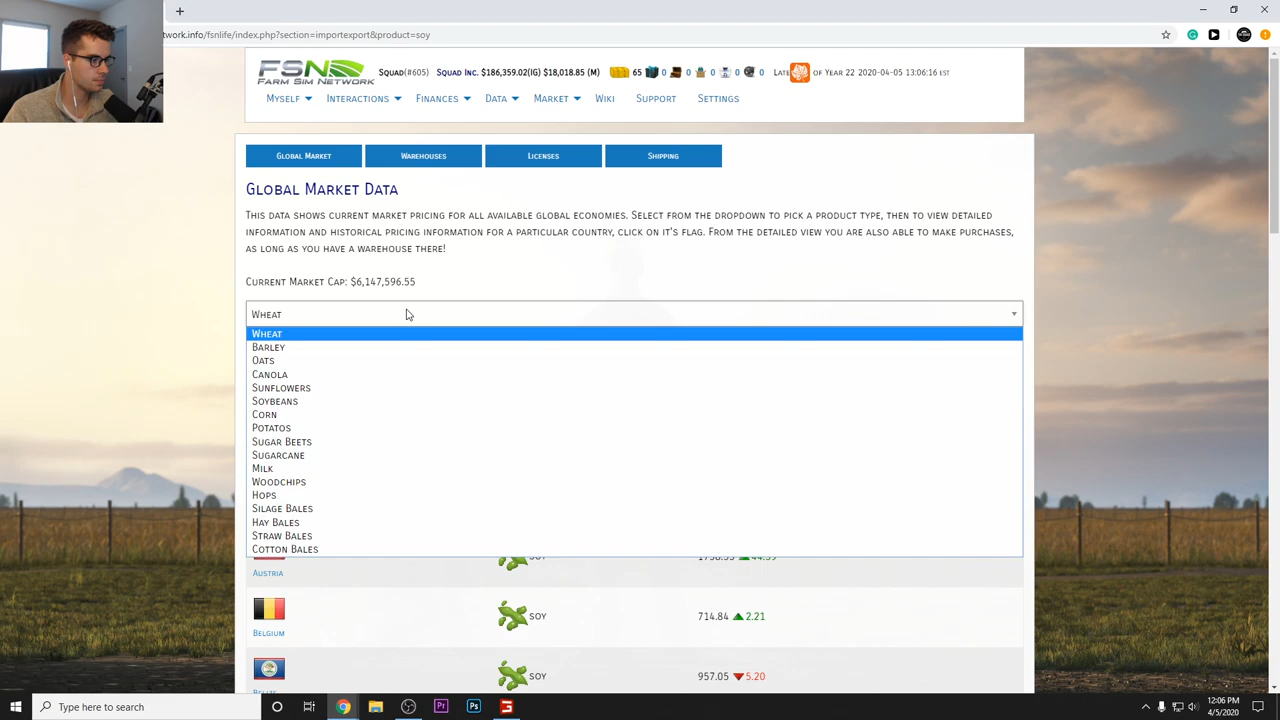 twork.info/fsnlife/index.php?section=importexport&product=soy
FSN
Farm Sim Network
Squad(#605) Squad Inc. $186,359.02(IG) $18,018.85 (M) 65 0 0 0 0 0 Late of Year 22 2020-04-05 13:06:16 EST
Myself Interactions Finances Data Market Wiki Support Settings
Global Market Warehouses Licenses Shipping
Global Market Data
This data shows current market pricing for all available global economies. Select from the dropdown to pick a product type, then to view detailed
information and historical pricing information for a particular country, click on it's flag. From the detailed view you are also able to make purchases,
as long as you have a warehouse there!
Current Market Cap: $6,147,596.55
Wheat
Wheat
Barley
Oats
Canola
Sunflowers
Soybeans
Corn
Potatos
Sugar Beets
Sugarcane
Milk
Woodchips
Hops
Silage Bales
Hay Bales
Straw Bales
Cotton Bales
Austria
soy 714.84 2.21
Belgium
soy 957.05 5.20
Type here to search
12:06 PM
4/5/2020